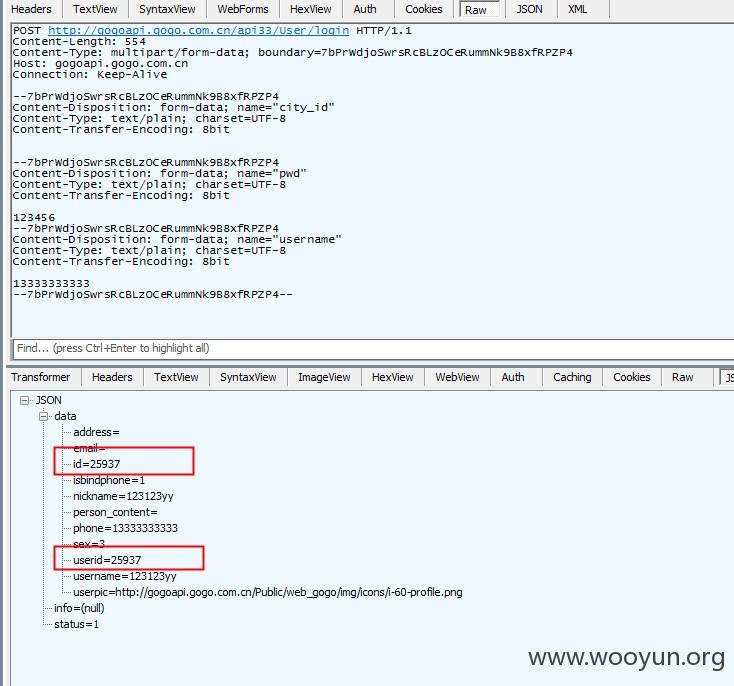 Headers TextView SyntaxView WebForms HexView Auth Cookies Raw JSON XML
POST http://gogoapi.gogo.com.cn/api33/User/login HTTP/1.1
Content-Length: 554
Content-Type: multipart/form-data; boundary=7bPrWdjoSwrsRcBLzOCeRummNk9B8xfRPZP4
Host: gogoapi.gogo.com.cn
Connection: Keep-Alive
--7bPrWdjoSwrsRcBLzOCeRummNk9B8xfRPZP4
Content-Disposition: form-data; name="city_id"
Content-Type: text/plain; charset=UTF-8
Content-Transfer-Encoding: 8bit
--7bPrWdjoSwrsRcBLzOCeRummNk9B8xfRPZP4
Content-Disposition: form-data; name="pwd"
Content-Type: text/plain; charset=UTF-8
Content-Transfer-Encoding: 8bit
123456
--7bPrWdjoSwrsRcBLzOCeRummNk9B8xfRPZP4
Content-Disposition: form-data; name="username"
Content-Type: text/plain; charset=UTF-8
Content-Transfer-Encoding: 8bit
13333333333
--7bPrWdjoSwrsRcBLzOCeRummNk9B8xfRPZP4--
Find... (press Ctrl+Enter to highlight all)
Transformer Headers TextView SyntaxView ImageView HexView WebView Auth Caching Cookies Raw JS
JSON
data
address=
email=
id=25937
isbindphone=1
nickname=123123yy
person_content=
phone=13333333333
sex=3
userid=25937
username=123123yy
userpic=http://gogoapi.gogo.com.cn/Public/web_gogo/img/icons/i-60-profile.png
info=(null)
status=1
www.wooyun.org